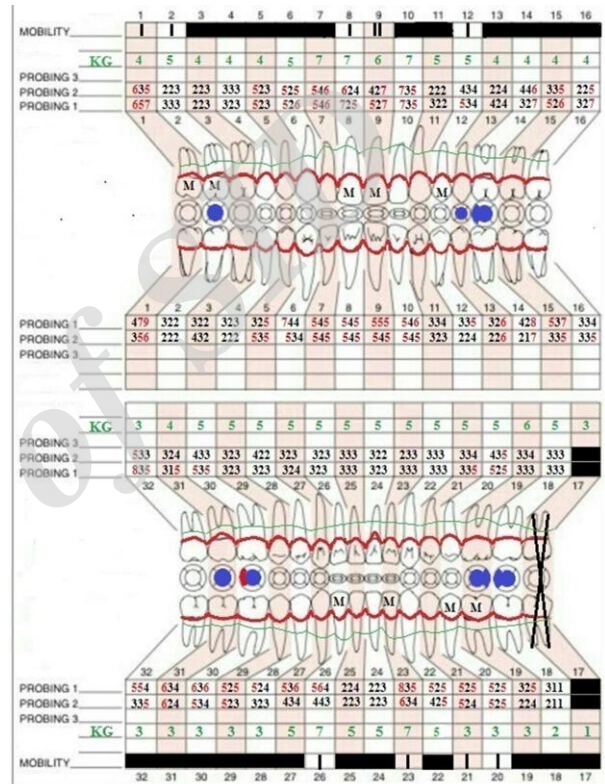 1 2 3 4 5 6 7 8 9 10 11 12 13 14 15 16
MOBILITY I I I II I
KG 4 5 4 4 4 5 7 7 6 7 5 5 4 4 4 4
PROBING 3
PROBING 2 635 223 223 333 523 525 546 624 427 735 222 434 224 446 335 225
PROBING 1 657 333 223 323 523 526 546 725 527 735 322 534 424 327 526 327
1 2 3 4 5 6 7 8 9 10 11 12 13 14 15 16
M M M M M
1 2 3 4 5 6 7 8 9 10 11 12 13 14 15 16
PROBING 1 479 322 322 323 325 744 545 545 555 546 334 335 326 428 537 334
PROBING 2 356 222 432 222 535 534 545 545 545 545 323 224 226 217 335 335
PROBING 3
KG 3 4 5 5 5 5 5 5 5 5 5 5 5 6 5 3
PROBING 3
PROBING 2 533 324 433 323 422 323 323 333 322 233 333 334 435 334 333
PROBING 1 835 315 535 323 323 324 323 333 333 333 333 335 525 333 333
32 31 30 29 28 27 26 25 24 23 22 21 20 19 18 17
M M M M
32 31 30 29 28 27 26 25 24 23 22 21 20 19 18 17
PROBING 1 554 634 636 525 524 536 564 224 223 835 525 525 525 325 311
PROBING 2 335 624 534 523 323 434 443 223 223 634 425 524 525 224 211
PROBING 3
KG 3 3 3 3 3 5 7 5 5 7 5 3 3 3 2 1
MOBILITY I I I I
32 31 30 29 28 27 26 25 24 23 22 21 20 19 18 17